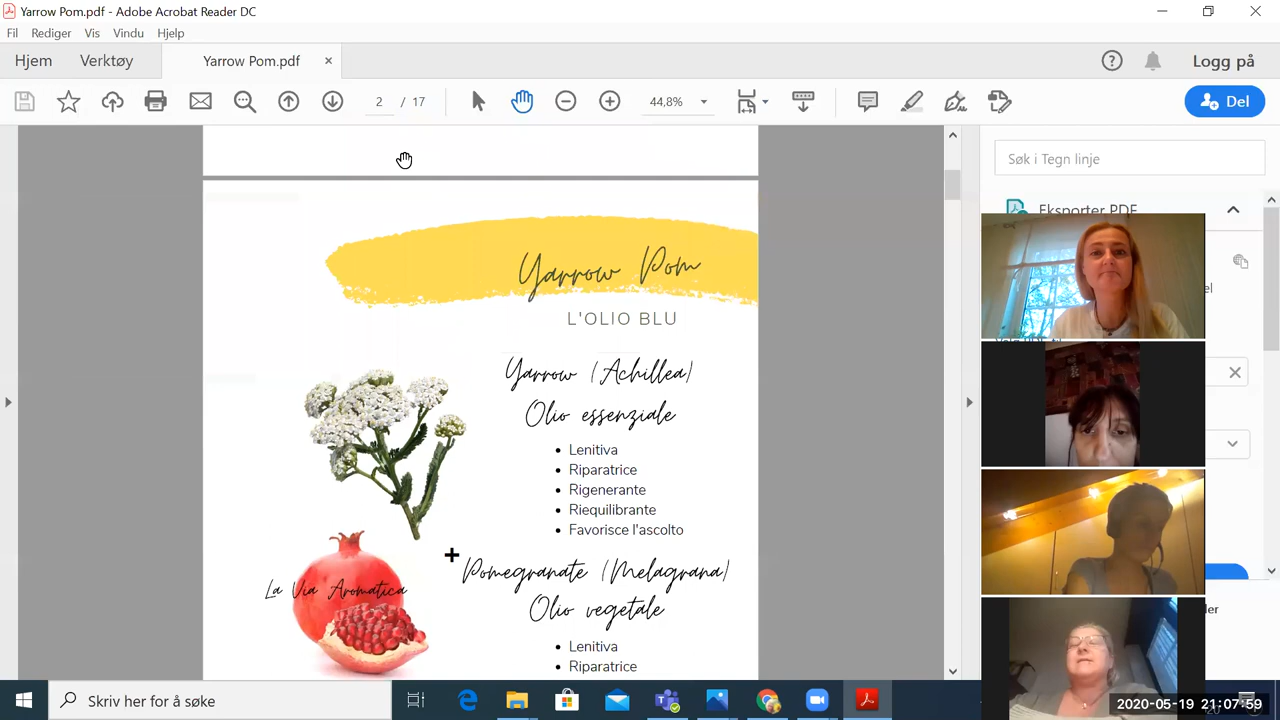 Yarrow Pom.pdf - Adobe Acrobat Reader DC
Fil Rediger Vis Vindu Hjelp
Hjem Verktøy Yarrow Pom.pdf × Logg på
2 / 17 44,8% Del
Søk i Tegn linje
Eksporter PDF
Yarrow Pom
L'OLIO BLU
Yarrow (Achillea)
Olio essenziale
• Lenitiva
• Riparatrice
• Rigenerante
• Riequilibrante
• Favorisce l'ascolto
+
Pomegranate (Melagrana)
La Via Aromatica
Olio vegetale
• Lenitiva
• Riparatrice
Skriv her for å søke
2020-05-19 21:07:59